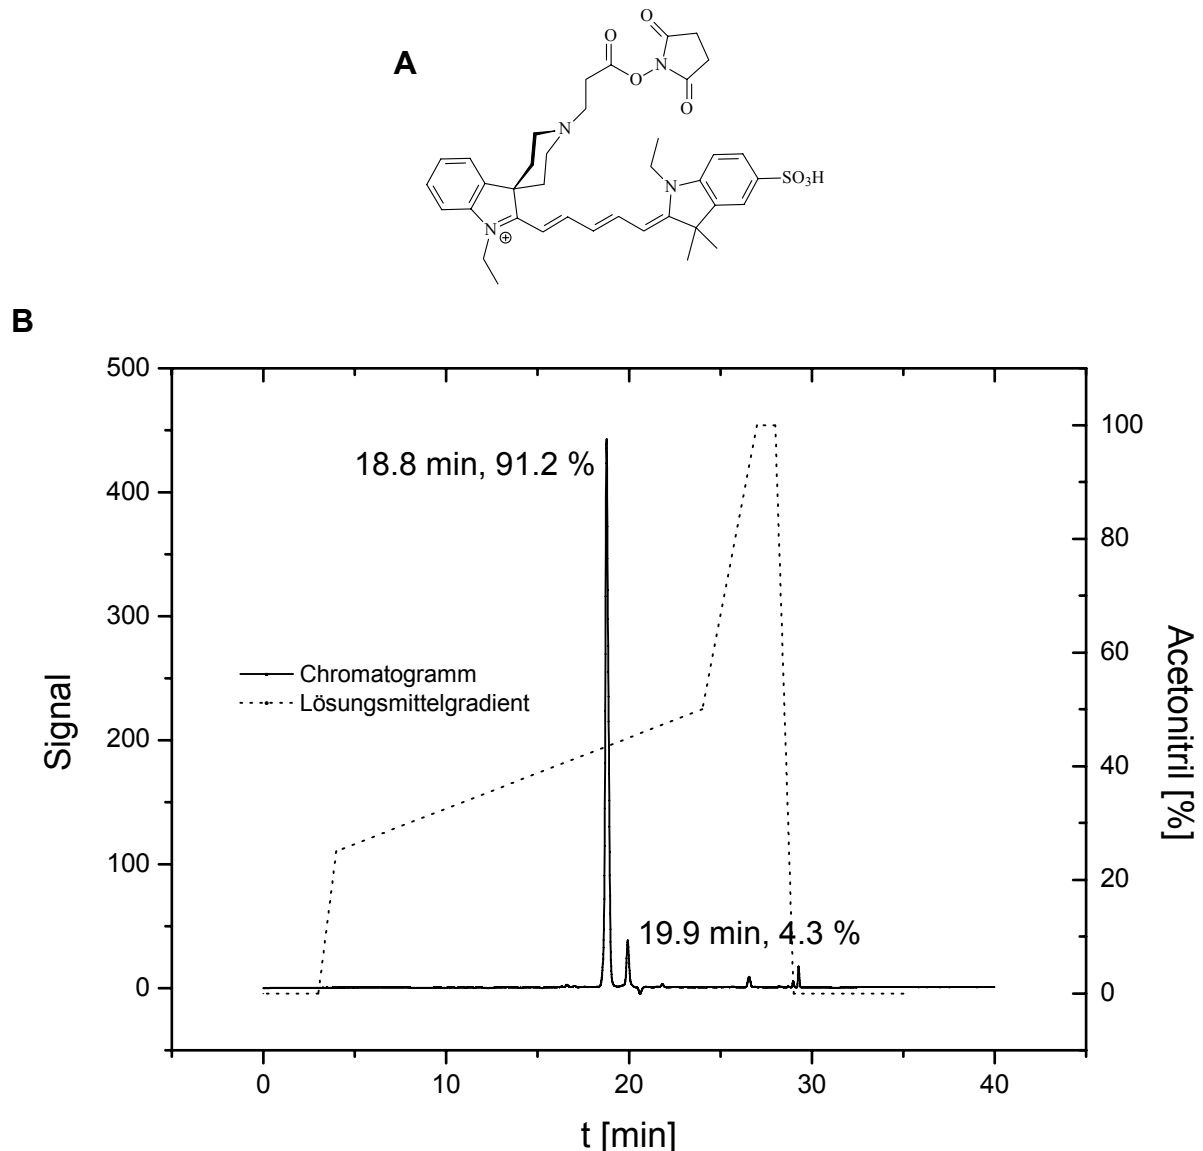 A
O
O
O
N
O
N
N
SO₃H
N
⊕
B
500
400
300
200
100
0
Signal
100
80
60
40
20
0
Acetonitril [%]
18.8 min, 91.2 %
Chromatogramm
Lösungsmittelgradient
19.9 min, 4.3 %
0
10
20
30
40
t [min]